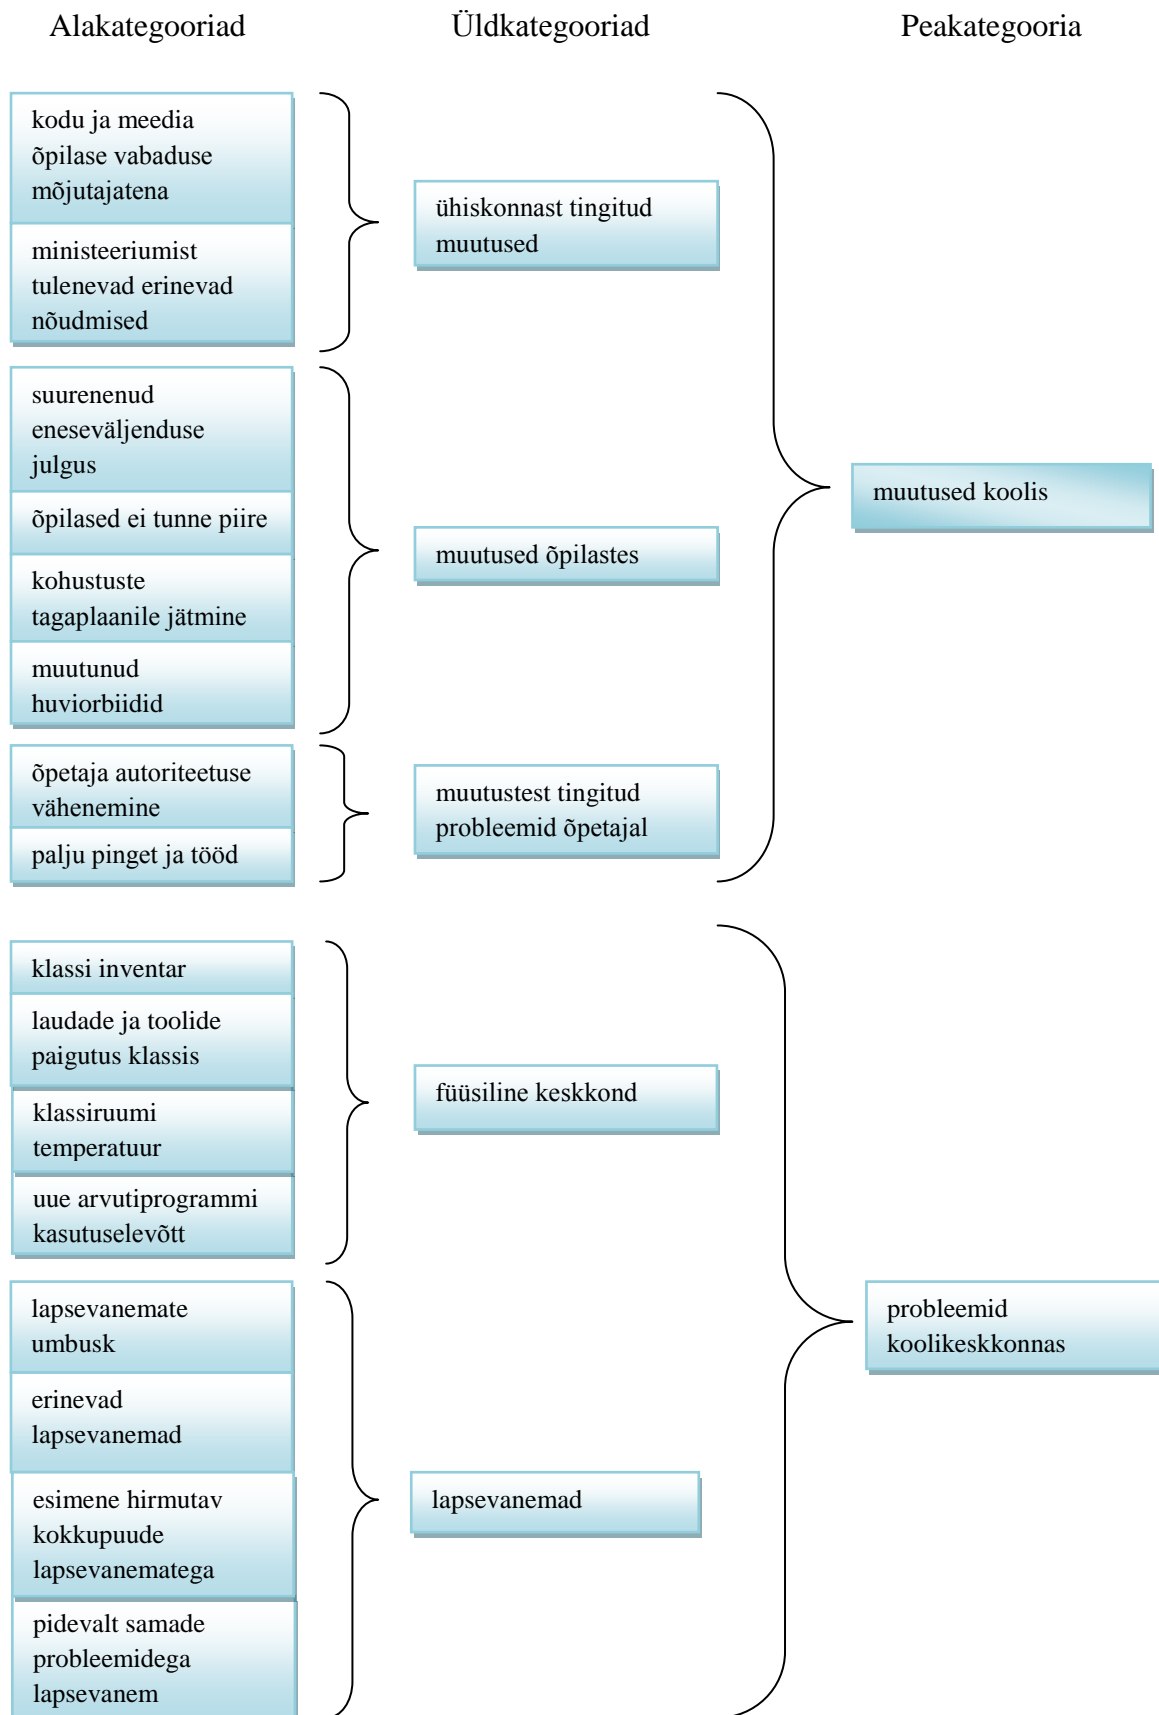 Alakategooriad
Üldkategooriad
Peakategooria
kodu ja meedia
õpilase vabaduse
mõjutajatena
ministeeriumist
tulenevad erinevad
nõudmised
ühiskonnast tingitud
muutused
suurenenud
eneseväljenduse
julgus
õpilased ei tunne piire
kohustuste
tagaplaanile jätmine
muutunud
huviorbiidid
muutused õpilastes
õpetaja autoriteetuse
vähenemine
palju pinget ja tööd
muutustest tingitud
probleemid õpetajal
muutused koolis
klassi inventar
laudade ja toolide
paigutus klassis
klassiruumi
temperatuur
uue arvutiprogrammi
kasutuselevõtt
füüsiline keskkond
lapsevanemate
umbusk
erinevad
lapsevanemad
esimene hirmutav
kokkupuude
lapsevanematega
pidevalt samade
probleemidega
lapsevanem
lapsevanemad
probleemid
koolikeskkonnas